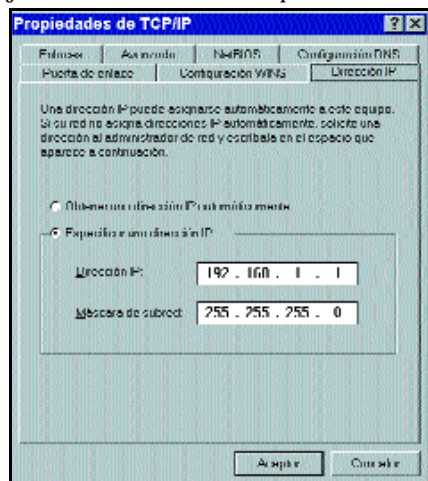 Propiedades de TCP/IP
Enlaces Avanzado NetBIOS Configuración DNS
Puerta de enlace Configuración WINS Dirección IP
Una dirección IP puede asignarse automáticamente a este equipo.
Si su red no asigna direcciones IP automáticamente, solicite una
dirección al administrador de red y escríbala en el espacio que
aparece a continuación.
Obtener una dirección IP automáticamente
Especificar una dirección IP:
Dirección IP: 192 . 168 . 1 . 1
Máscara de subred: 255 . 255 . 255 . 0
Aceptar Cancelar